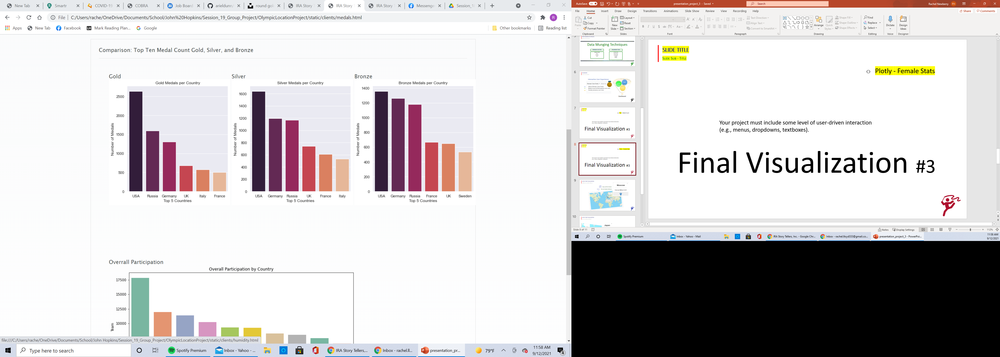 New Tab
Smartr
COVID-19
COBRA
Job Board
arieldunn/
round gol
IRA Story
IRA Story
IRA Story
Messenge
Session_1
File
C:/Users/rache/OneDrive/Documents/School/John%20Hopkins/Session_19_Group_Project/OlympicLocationProject/static/clients/medals.html
R
Apps
New Tab
Facebook
LH
Mark Reading Plan...
Google
Other bookmarks
Reading list
Comparison: Top Ten Medal Count Gold, Silver, and Bronze
Gold
Gold Medals per Country
2500
2000
1500
1000
500
0
Number of Medals
USA Russia Germany UK Italy France
Top 5 Countries
Silver
Silver Medals per Country
1600
1400
1200
1000
800
600
400
200
0
Number of Medals
USA Germany Russia UK France Italy
Top 5 Countries
Bronze
Bronze Medals per Country
1400
1200
1000
800
600
400
200
0
Number of Medals
USA Germany Russia France UK Sweden
Top 5 Countries
Overrall Participation
Overall Participation by Country
17500
15000
12500
10000
Team
file:///C:/Users/rache/OneDrive/Documents/School/John Hopkins/Session_19_Group_Project/OlympicLocationProject/static/clients/humidity.html
Type here to search
Spotify Premium
Inbox - Yahoo - ...
IRA Story Tellers,...
Inbox - rachel.ll...
presentation_pr...
79°F
11:58 AM
9/12/2021
4
AutoSave On
presentation_project_3 - Saved
Search
Rachel Newberry
RN
File Home Insert Draw Design Transitions Animations Slide Show Review View Recording Help
Share
Comments
Paste
Cut
Copy
Format Painter
Clipboard
New Slide
Layout
Reset
Section
Slides
Font
Text Direction
Align Text
Convert to SmartArt
Paragraph
Arrange
Quick Styles
Shape Fill
Shape Outline
Shape Effects
Drawing
Find
Replace
Select
Editing
Dictate
Voice
Design Ideas
Designer
Data Munging Techniques
6
Interactive User Experience
Dashboard
7
Final Visualization #3
8
Final Visualization #3
9
Moscow
10
Japan
SLIDE TITLE
SLIDE SUB - TITLE
Plotly - Female Stats
Your project must include some level of user-driven interaction
(e.g., menus, dropdowns, textboxes).
Final Visualization #3
Slide 8 of 11
Notes
Display Settings
112%
Spotify Premium
Inbox - Yahoo - Mail
IRA Story Tellers, Inc. - Google Chr...
Inbox - rachel.lloyd333@gmail.co...
presentation_project_3 - PowerPoi...
11:58 AM
9/12/2021